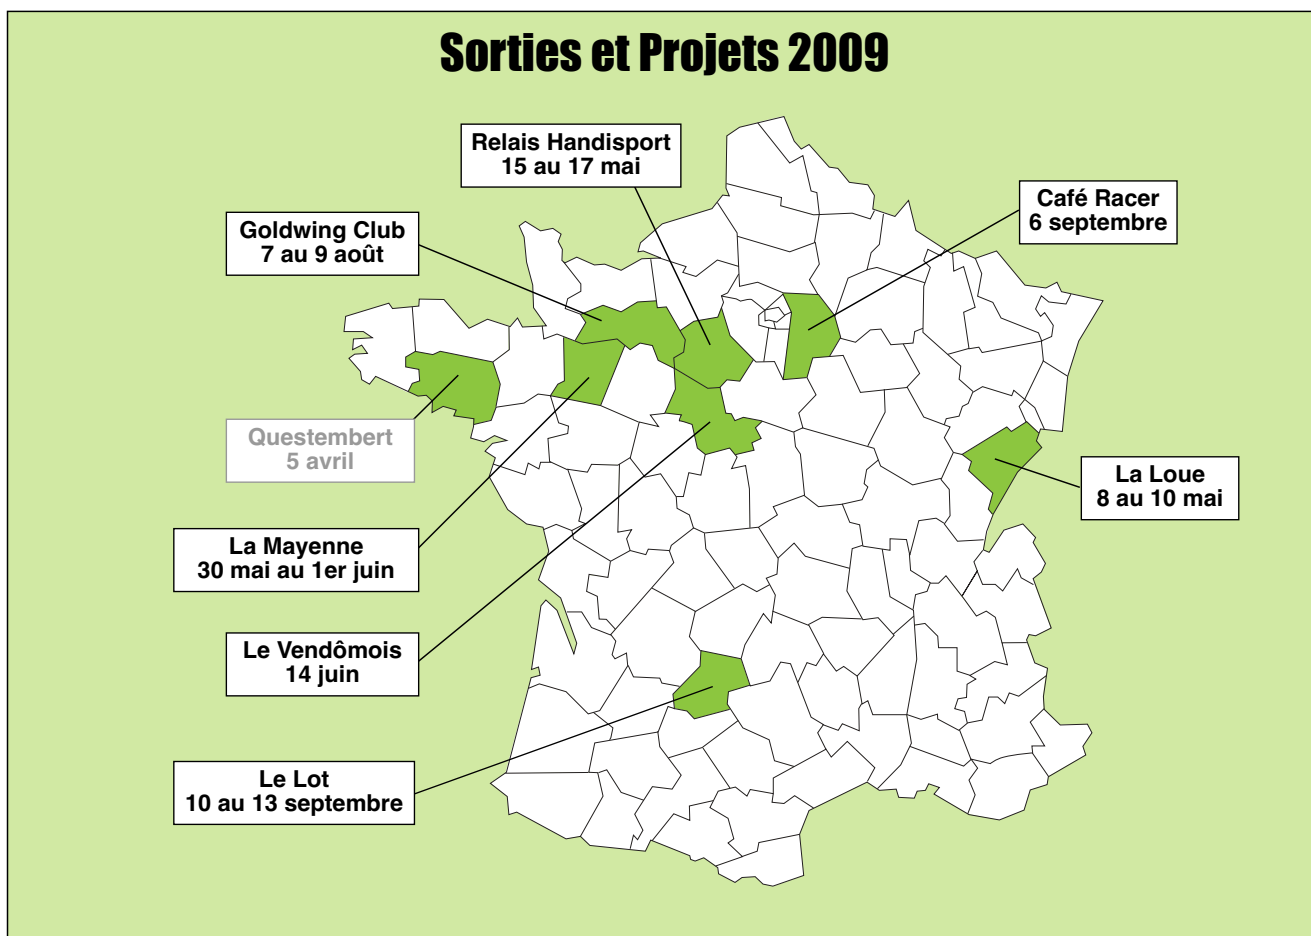 Sorties et Projets 2009
Relais Handisport
15 au 17 mai
Café Racer
6 septembre
Goldwing Club
7 au 9 août
Questembert
5 avril
La Loue
8 au 10 mai
La Mayenne
30 mai au 1er juin
Le Vendômois
14 juin
Le Lot
10 au 13 septembre